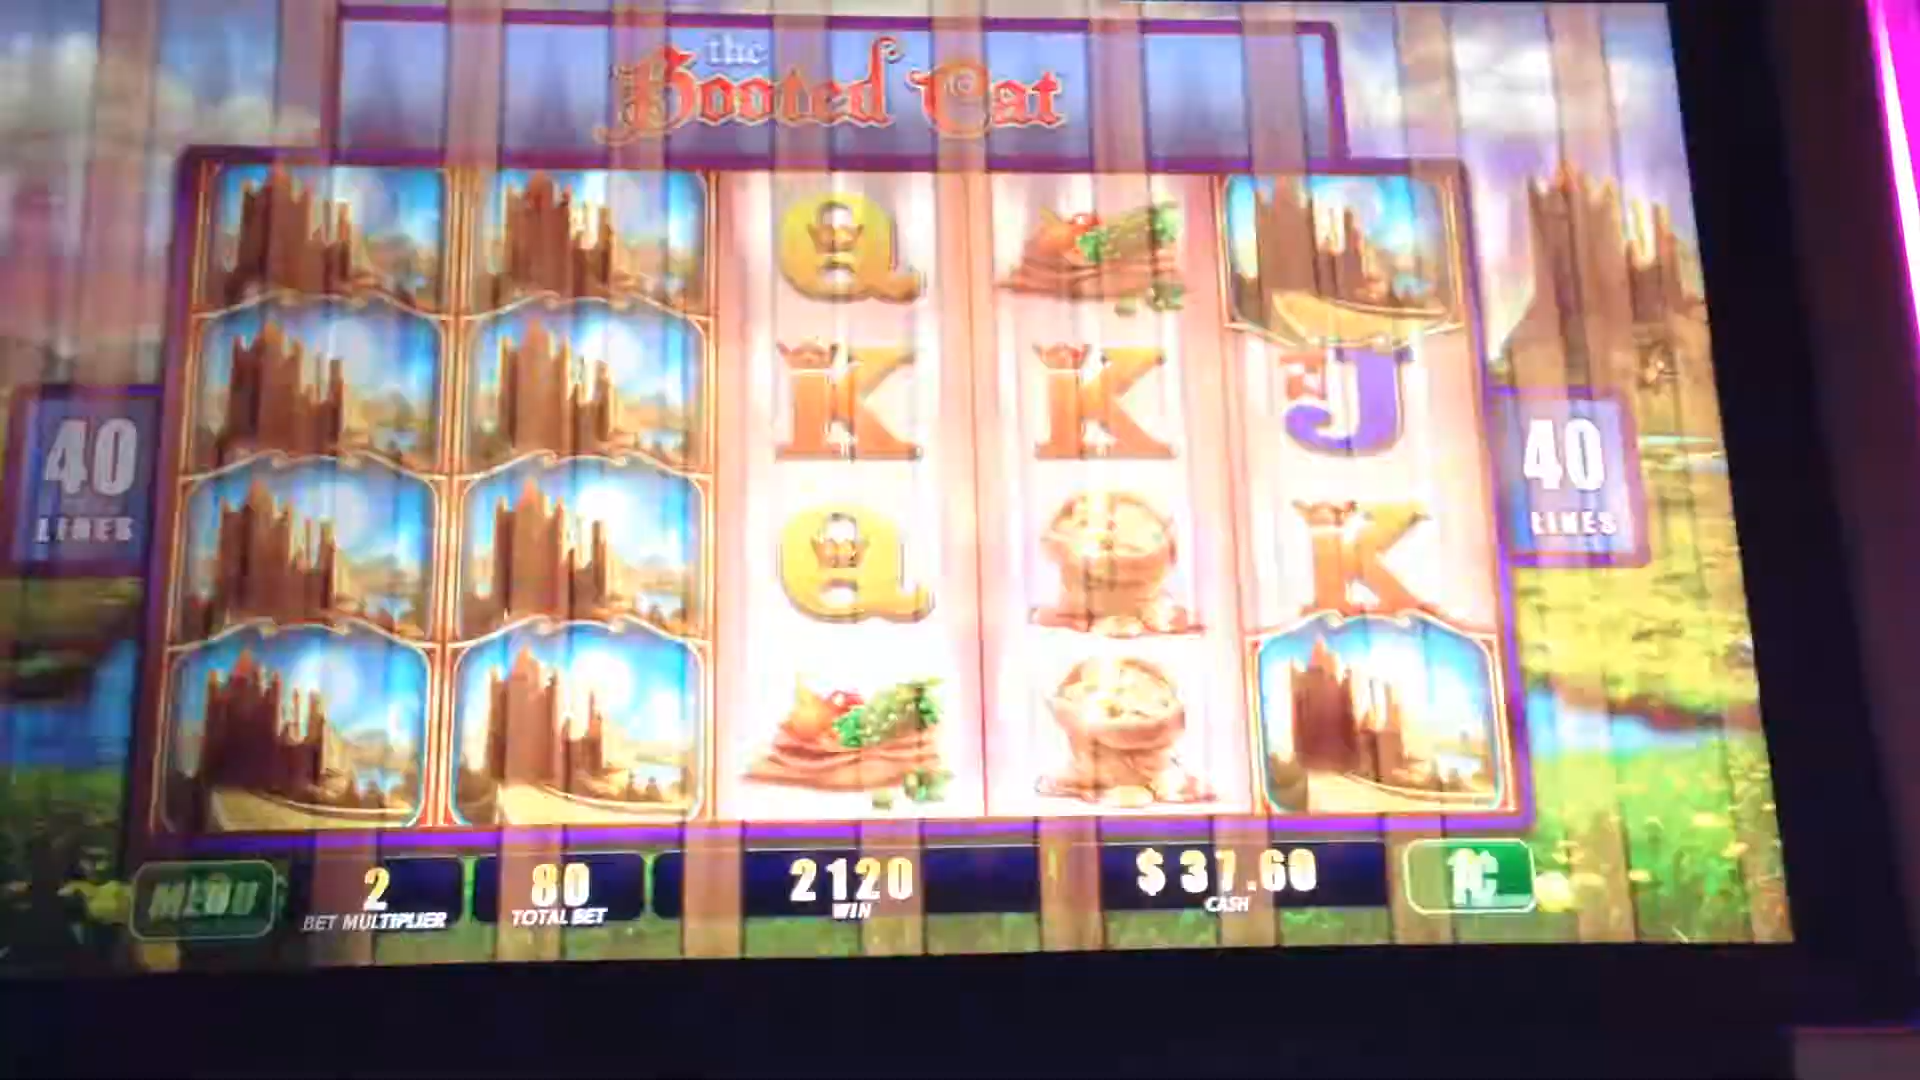 the
Booted Cat
Q
K
K
J
Q
K
40
LINES
40
LINES
MENU
2
BET MULTIPLIER
80
TOTAL BET
2120
WIN
$37.60
CASH
1¢